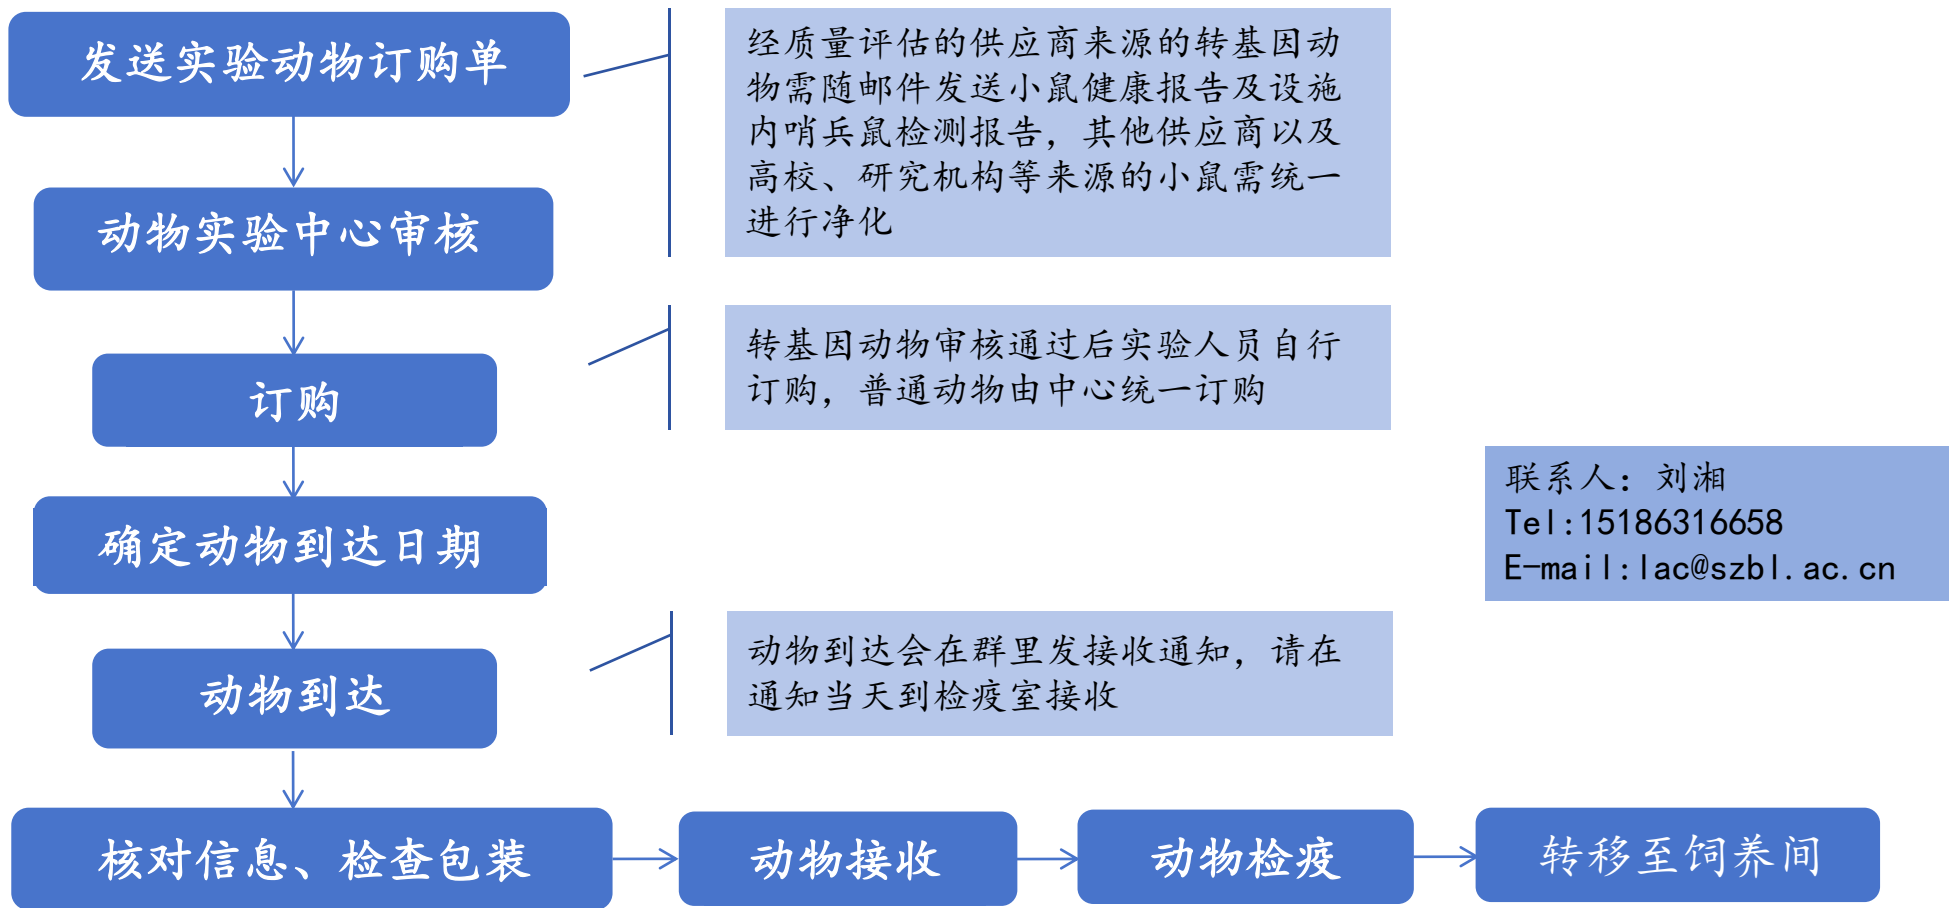 发送实验动物订购单
经质量评估的供应商来源的转基因动
物需随邮件发送小鼠健康报告及设施
内哨兵鼠检测报告，其他供应商以及
高校、研究机构等来源的小鼠需统一
进行净化
动物实验中心审核
订购
转基因动物审核通过后实验人员自行
订购，普通动物由中心统一订购
确定动物到达日期
联系人：刘湘
Tel:15186316658
E-mail:lac@szbl.ac.cn
动物到达
动物到达会在群里发接收通知，请在
通知当天到检疫室接收
核对信息、检查包装
动物接收
动物检疫
转移至饲养间